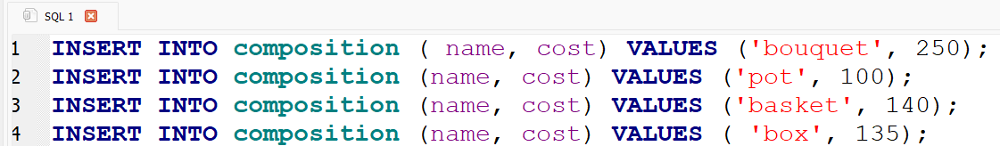 SQL 1
1 INSERT INTO composition ( name, cost) VALUES ('bouquet', 250);
2 INSERT INTO composition (name, cost) VALUES ('pot', 100);
3 INSERT INTO composition (name, cost) VALUES ('basket', 140);
4 INSERT INTO composition (name, cost) VALUES ( 'box', 135);